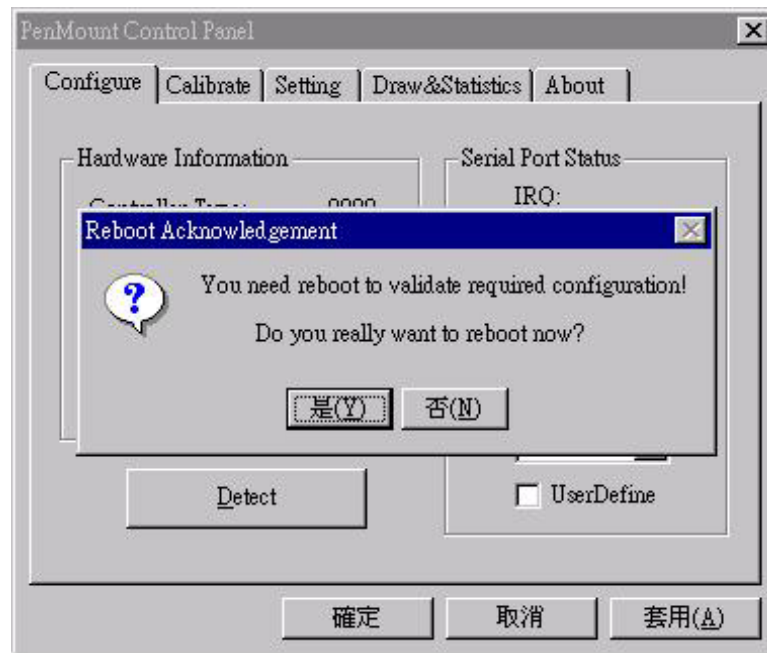 PenMount Control Panel
Configure Calibrate Setting Draw&Statistics About
Hardware Information
Serial Port Status
IRQ:
Reboot Acknowledgement
You need reboot to validate required configuration!
Do you really want to reboot now?
是(Y) 否(N)
Detect
UserDefine
確定 取消 套用(A)